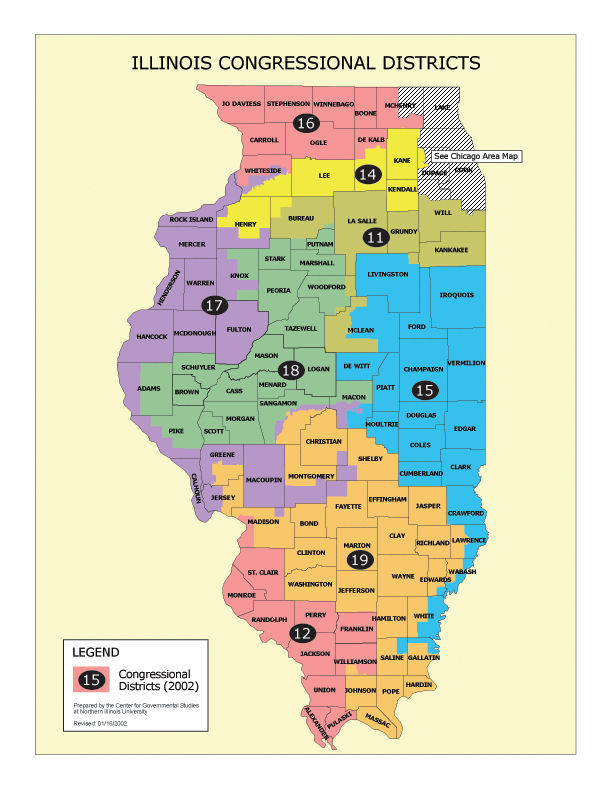 ILLINOIS CONGRESSIONAL DISTRICTS
JO DAVIESS
STEPHENSON
WINNEBAGO
BOONE
MCHENRY
LAKE
16
CARROLL
OGLE
DE KALB
KANE
See Chicago Area Map
DUPAGE
COOK
WHITESIDE
LEE
14
KENDALL
ROCK ISLAND
HENRY
BUREAU
LA SALLE
WILL
GRUNDY
11
MERCER
PUTNAM
KANKAKEE
STARK
MARSHALL
HENDERSON
WARREN
KNOX
PEORIA
WOODFORD
LIVINGSTON
IROQUOIS
17
HANCOCK
MCDONOUGH
FULTON
TAZEWELL
MCLEAN
FORD
MASON
SCHUYLER
18
LOGAN
DE WITT
CHAMPAIGN
VERMILION
ADAMS
BROWN
CASS
MENARD
PIATT
15
SANGAMON
MACON
PIKE
SCOTT
MORGAN
MOULTRIE
DOUGLAS
EDGAR
CHRISTIAN
COLES
GREENE
SHELBY
CALHOUN
MACOUPIN
MONTGOMERY
CUMBERLAND
CLARK
JERSEY
FAYETTE
EFFINGHAM
JASPER
CRAWFORD
MADISON
BOND
CLAY
RICHLAND
LAWRENCE
MARION
CLINTON
19
ST. CLAIR
WASHINGTON
WAYNE
EDWARDS
WABASH
JEFFERSON
MONROE
RANDOLPH
PERRY
HAMILTON
WHITE
12
FRANKLIN
JACKSON
WILLIAMSON
SALINE
GALLATIN
UNION
JOHNSON
POPE
HARDIN
ALEXANDER
PULASKI
MASSAC
LEGEND
15
Congressional
Districts (2002)
Prepared by the Center for Governmental Studies
at Northern Illinois University
Revised: 01/16/2002